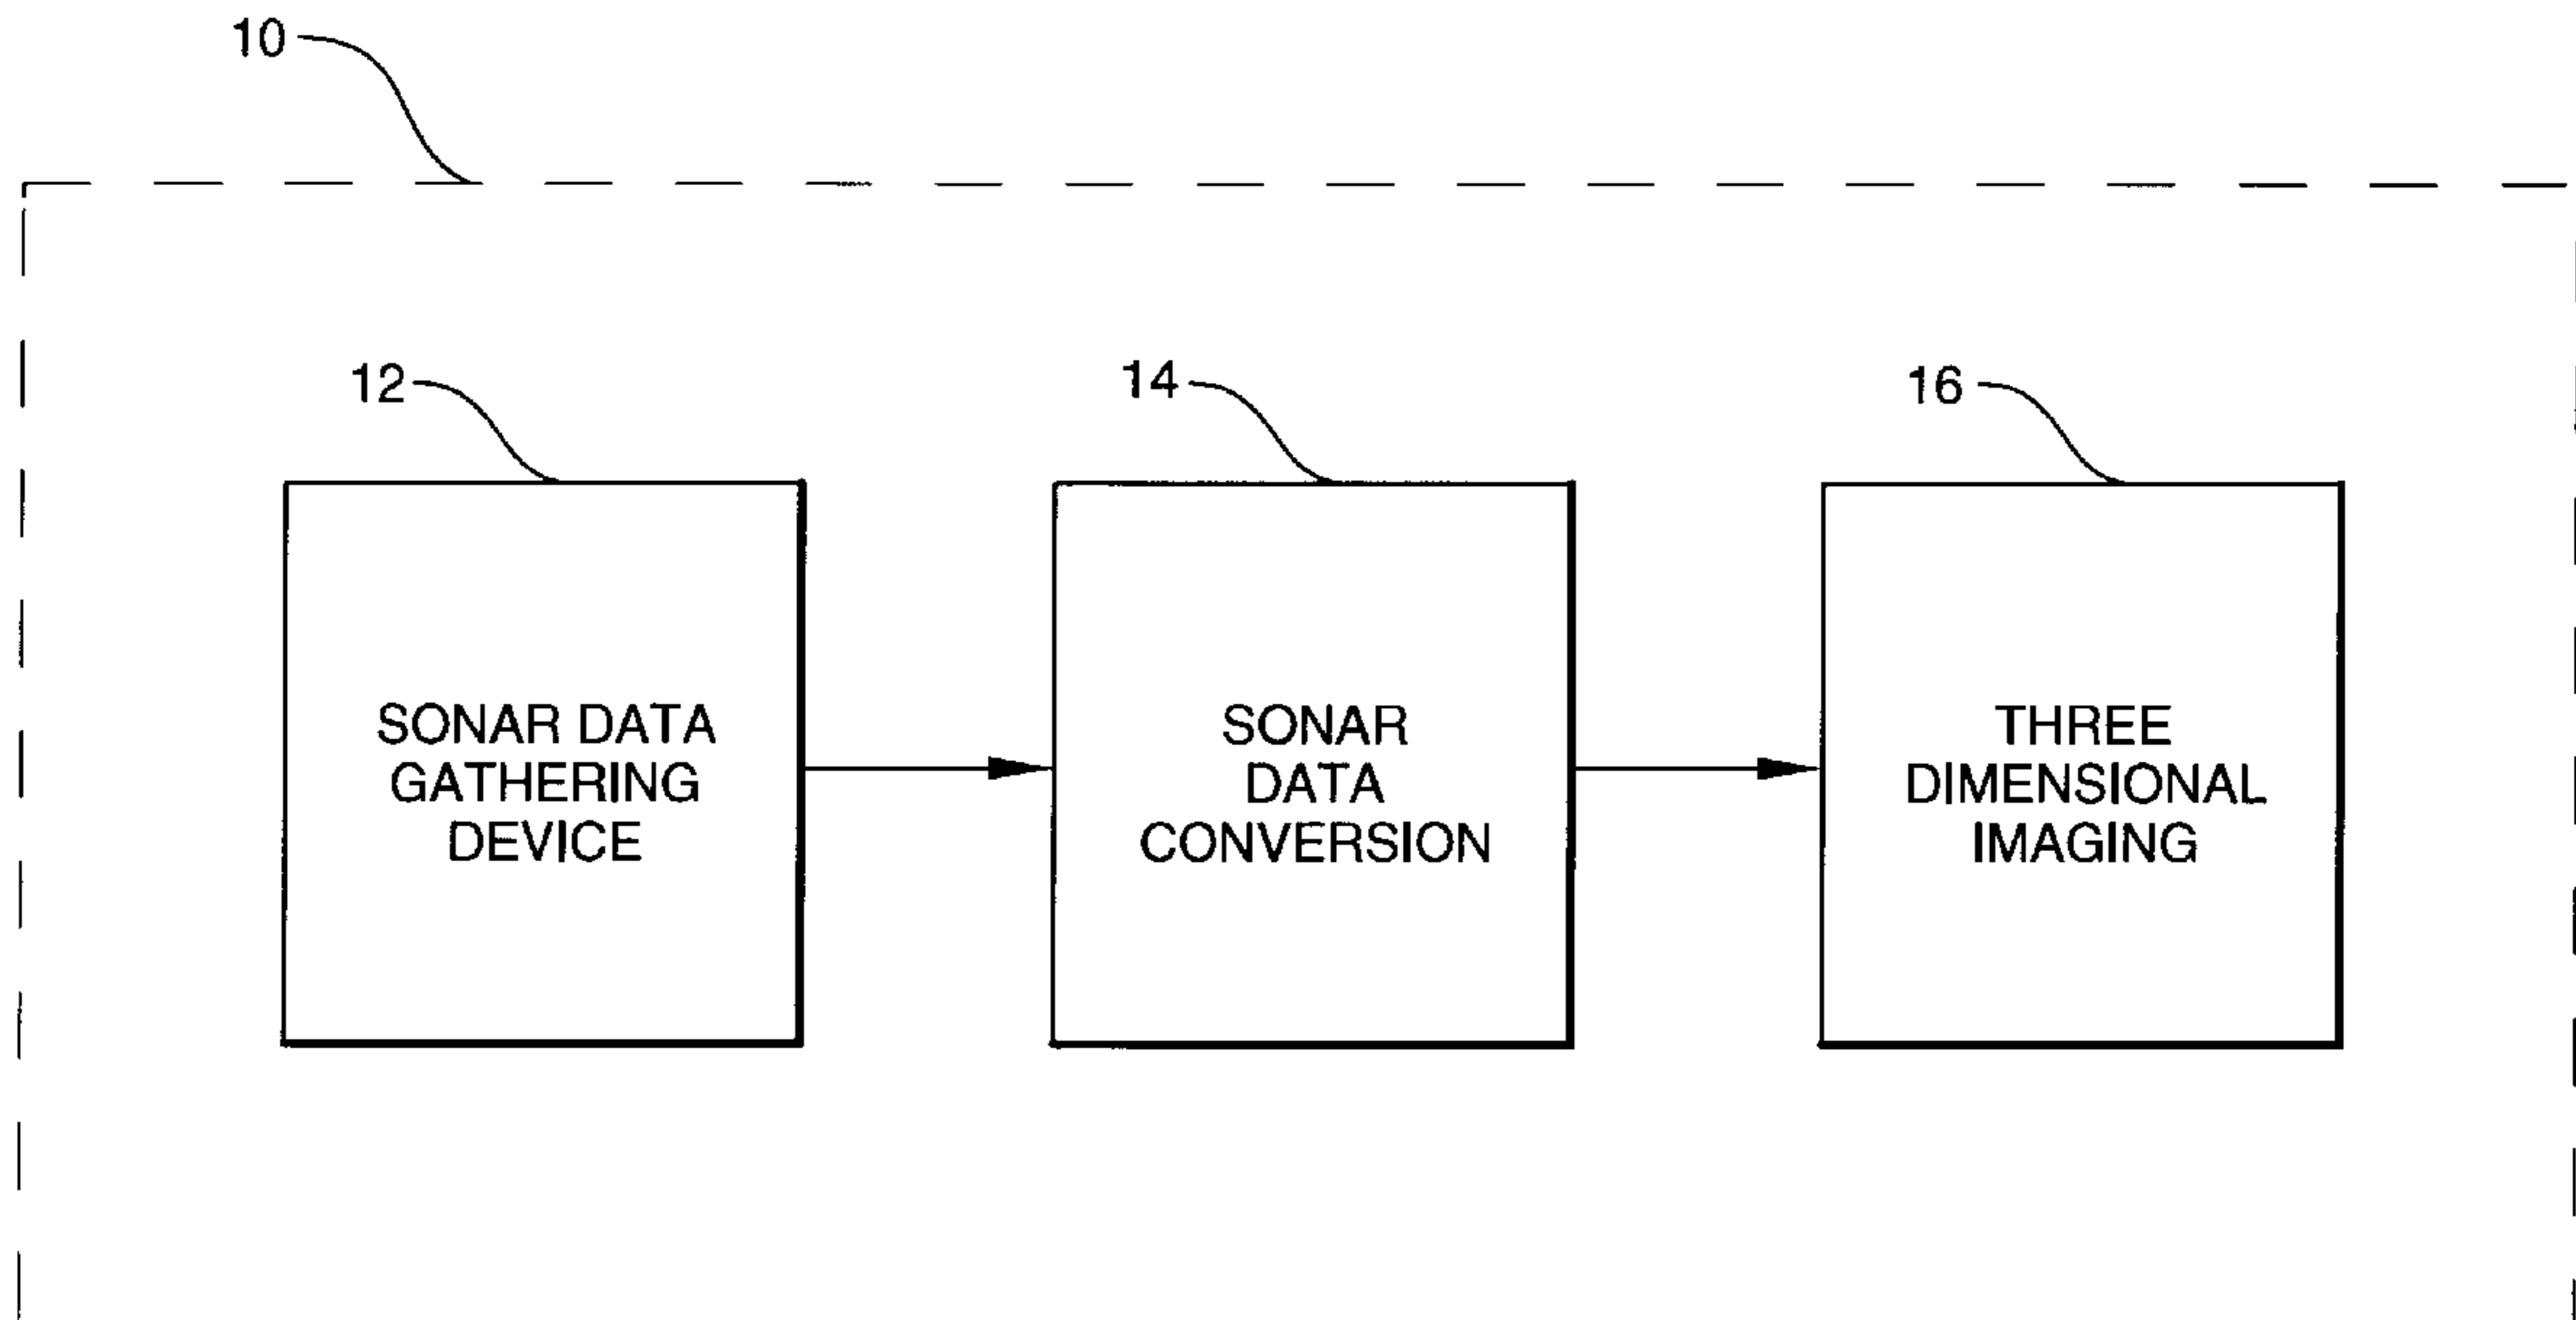 10
12
14
16
SONAR DATA
GATHERING
DEVICE
SONAR
DATA
CONVERSION
THREE
DIMENSIONAL
IMAGING